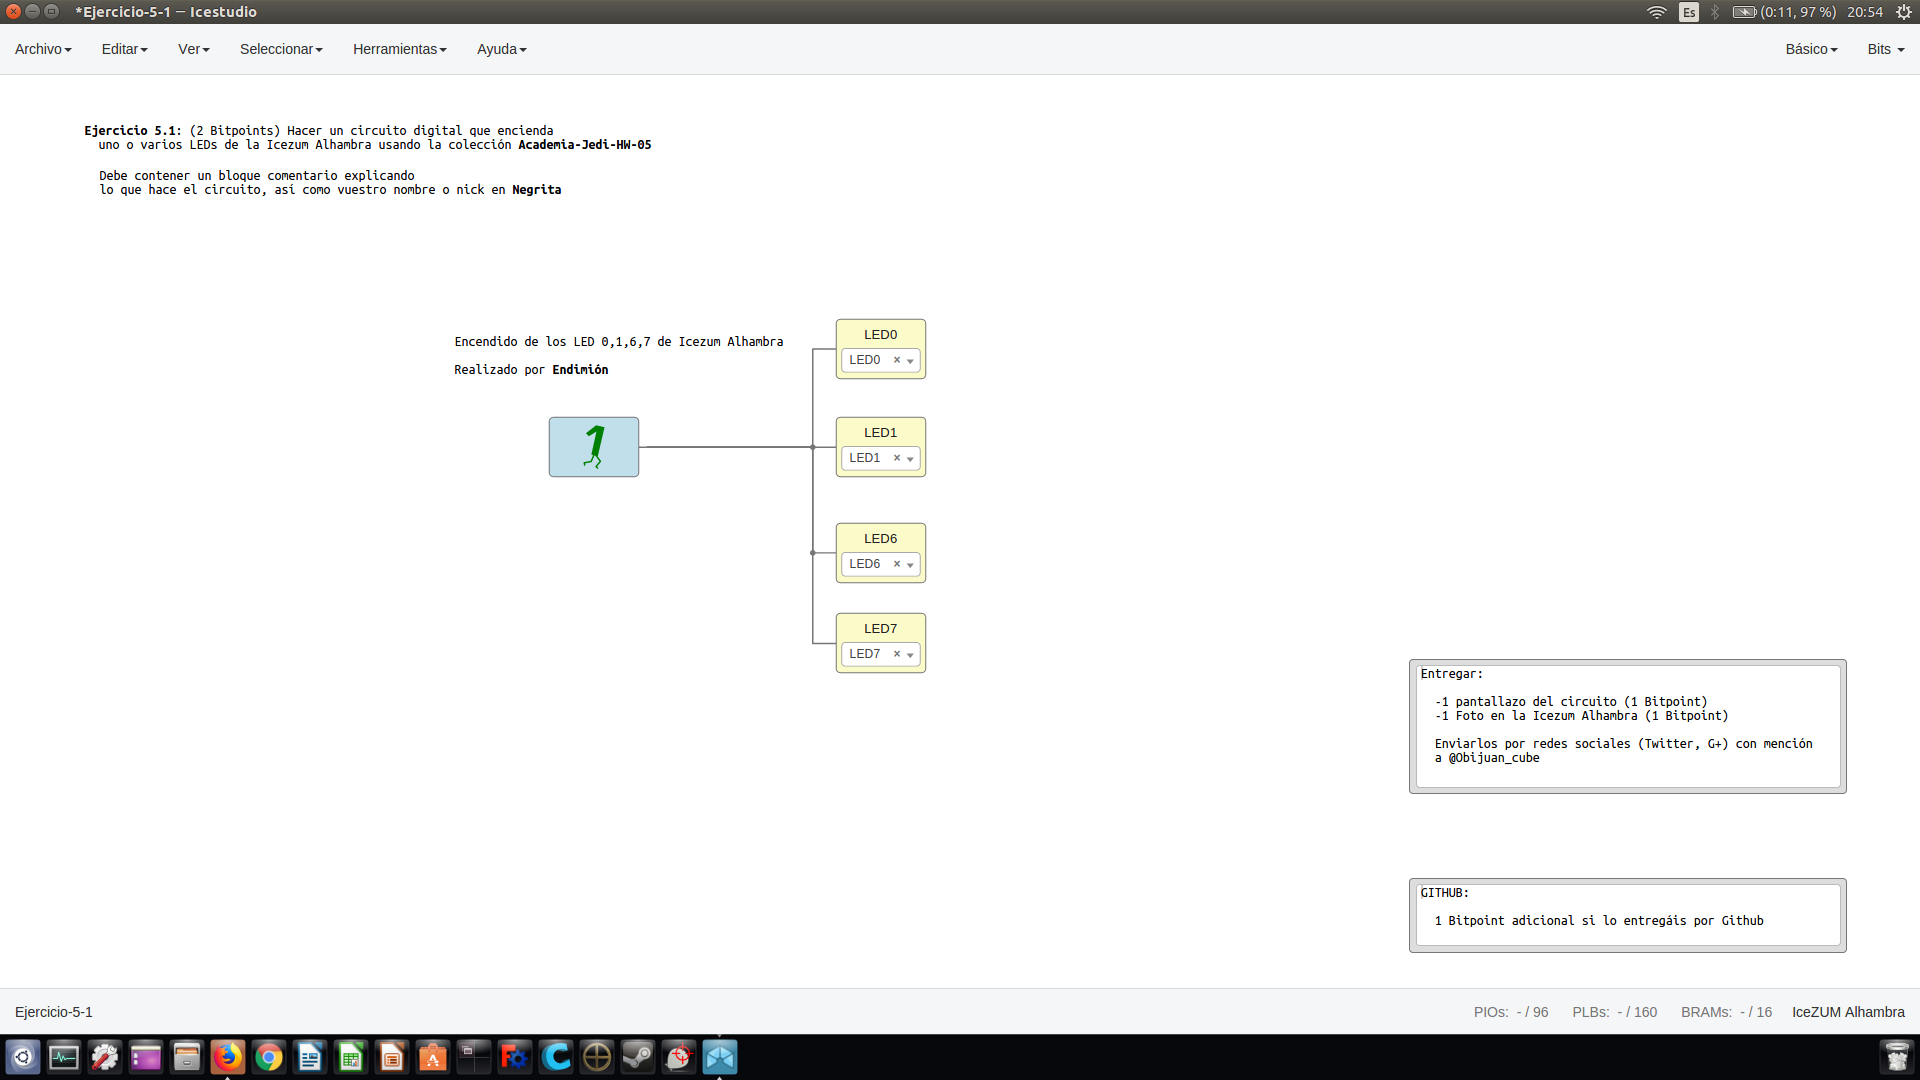 *Ejercicio-5-1 — Icestudio
Es
(0:11, 97 %)
20:54
Archivo
Editar
Ver
Seleccionar
Herramientas
Ayuda
Básico
Bits
Ejercicio 5.1: (2 Bitpoints) Hacer un circuito digital que encienda
uno o varios LEDs de la Icezum Alhambra usando la colección Academia-Jedi-HW-05
Debe contener un bloque comentario explicando
lo que hace el circuito, así como vuestro nombre o nick en Negrita
Encendido de los LED 0,1,6,7 de Icezum Alhambra
Realizado por Endimión
1
LED0
LED0 ×
LED1
LED1 ×
LED6
LED6 ×
LED7
LED7 ×
Entregar:
-1 pantallazo del circuito (1 Bitpoint)
-1 Foto en la Icezum Alhambra (1 Bitpoint)
Enviarlos por redes sociales (Twitter, G+) con mención
a @Obijuan_cube
GITHUB:
1 Bitpoint adicional si lo entregáis por Github
Ejercicio-5-1
PIOs: - / 96
PLBs: - / 160
BRAMs: - / 16
IceZUM Alhambra